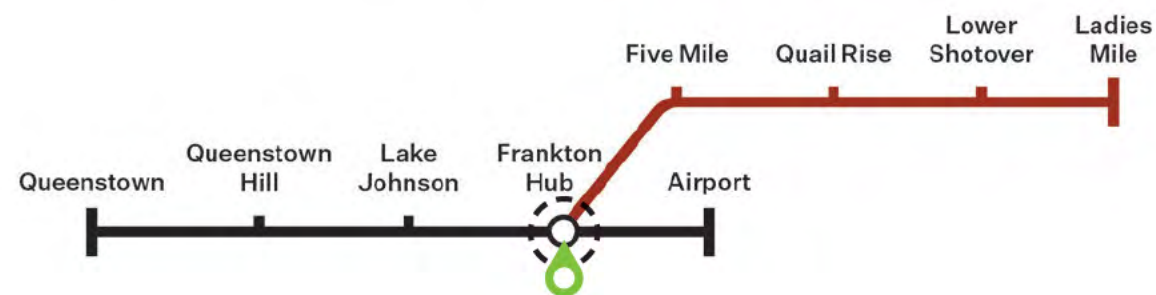 Five Mile
Quail Rise
Lower
Shotover
Ladies
Mile
Queenstown
Queenstown
Hill
Lake
Johnson
Frankton
Hub
Airport